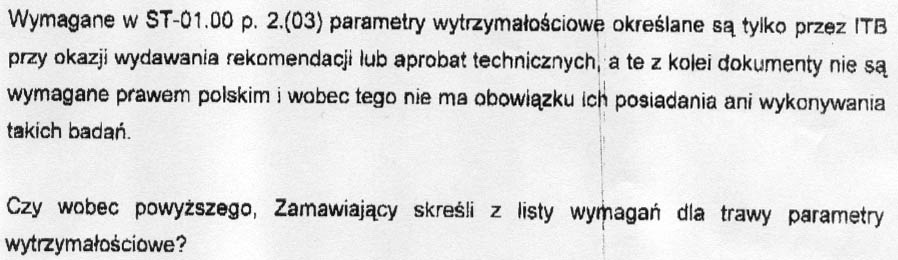 Wymagane w ST-01.00 p. 2.(03) parametry wytrzymałościowe określane są tylko przez ITB
przy okazji wydawania rekomendacji lub aprobat technicznych, a te z kolei dokumenty nie są
wymagane prawem polskim i wobec tego nie ma obowiązku ich posiadania ani wykonywania
takich badań.
Czy wobec powyższego, Zamawiający skreśli z listy wymagań dla trawy parametry
wytrzymałościowe?